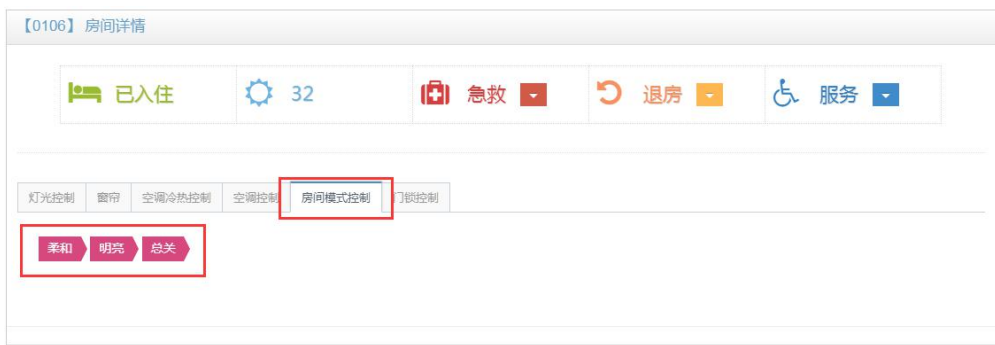 【0106】 房间详情
已入住 32 急救 退房 服务
灯光控制 窗帘 空调冷热控制 空调控制 房间模式控制 门锁控制
柔和 明亮 总关